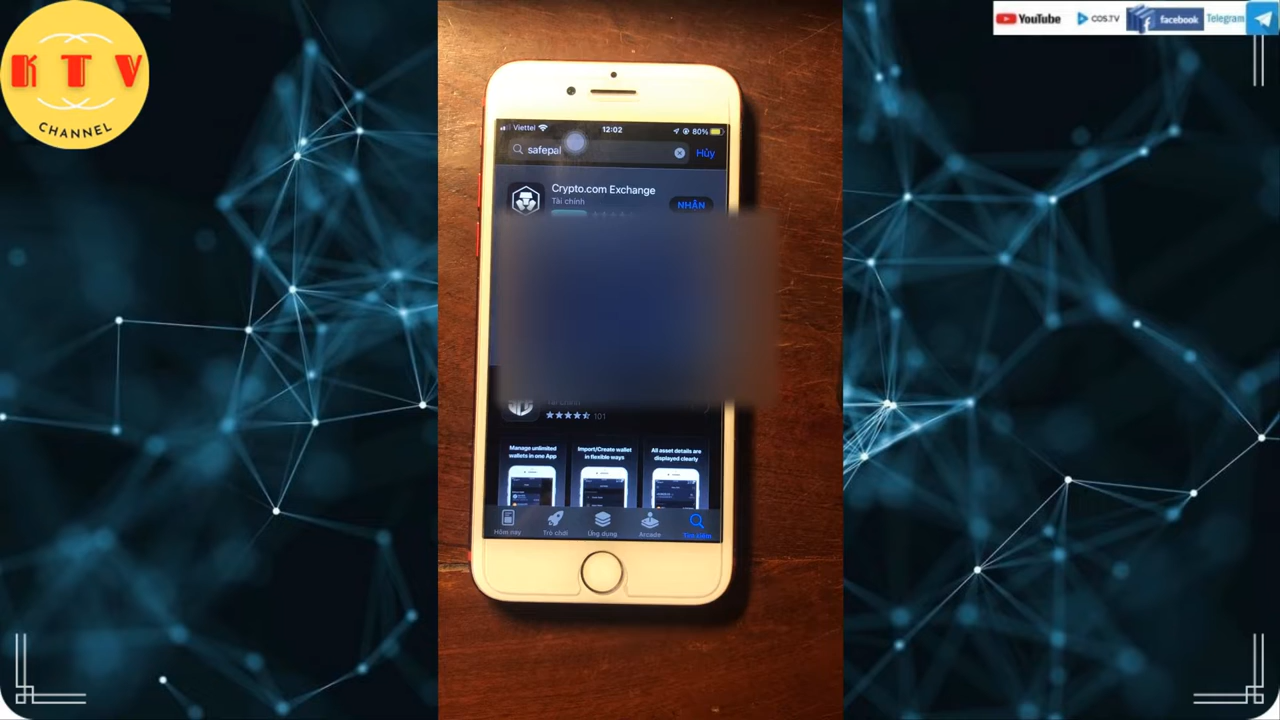 KTV
CHANNEL
YouTube
COS.TV
facebook
Telegram
Viettel
12:02
80%
safepal
Hủy
Crypto.com Exchange
Tài chính
NHẬN
101
Manage unlimited
wallets in one App
Import/Create wallet
in flexible ways
All asset details are
displayed clearly
Hôm nay
Trò chơi
Ứng dụng
Arcade
Tìm kiếm